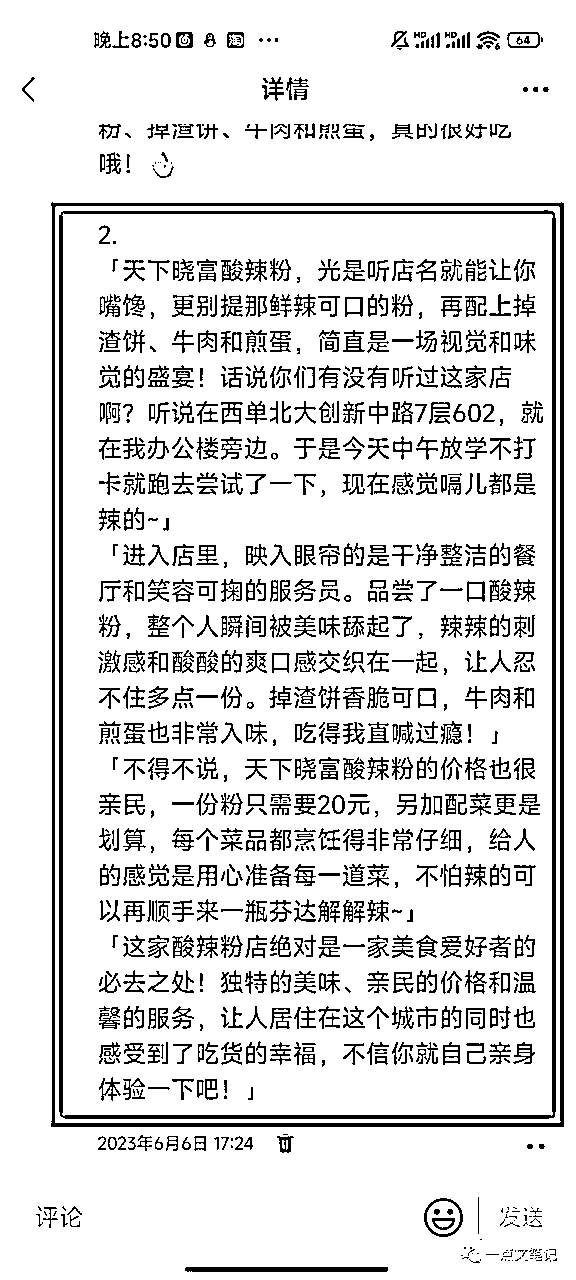 晚上8:50
64
详情
粉、掉渣饼、牛肉和煎蛋，真的很好吃
哦！
2.
「天下晓富酸辣粉，光是听店名就能让你
嘴馋，更别提那鲜辣可口的粉，再配上掉
渣饼、牛肉和煎蛋，简直是一场视觉和味
觉的盛宴！话说你们有没有听过这家店
啊？听说在西单北大创新中路7层602，就
在我办公楼旁边。于是今天中午放学不打
卡就跑去尝试了一下，现在感觉嗝儿都是
辣的~」
「进入店里，映入眼帘的是干净整洁的餐
厅和笑容可掬的服务员。品尝了一口酸辣
粉，整个人瞬间被美味舔起了，辣辣的刺
激感和酸酸的爽口感交织在一起，让人忍
不住多点一份。掉渣饼香脆可口，牛肉和
煎蛋也非常入味，吃得我直喊过瘾！」
「不得不说，天下晓富酸辣粉的价格也很
亲民，一份粉只需要20元，另加配菜更是
划算，每个菜品都烹饪得非常仔细，给人
的感觉是用心准备每一道菜，不怕辣的可
以再顺手来一瓶芬达解解辣~」
「这家酸辣粉店绝对是一家美食爱好者的
必去之处！独特的美味、亲民的价格和温
馨的服务，让人居住在这个城市的同时也
感受到了吃货的幸福，不信你就自己亲身
体验一下吧！」
2023年6月6日 17:24
评论
发送
一点文笔记